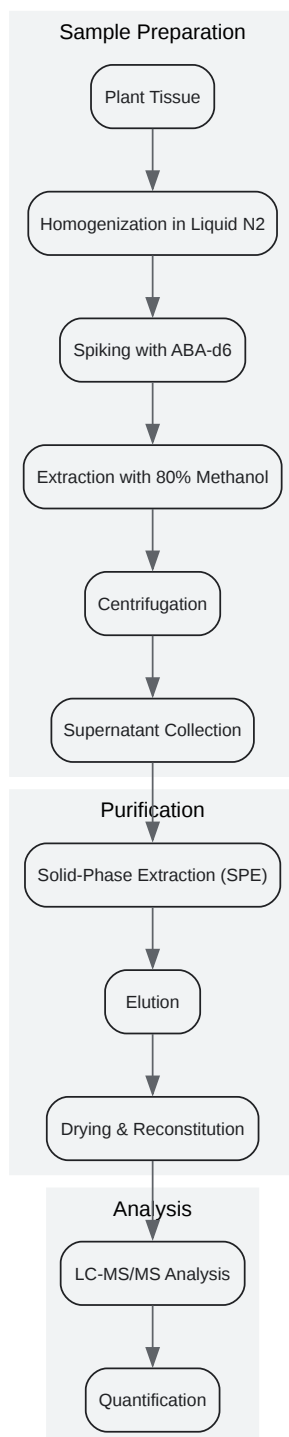 Sample Preparation
Plant Tissue
Homogenization in Liquid N2
Spiking with ABA-d6
Extraction with 80% Methanol
Centrifugation
Supernatant Collection
Purification
Solid-Phase Extraction (SPE)
Elution
Drying & Reconstitution
Analysis
LC-MS/MS Analysis
Quantification